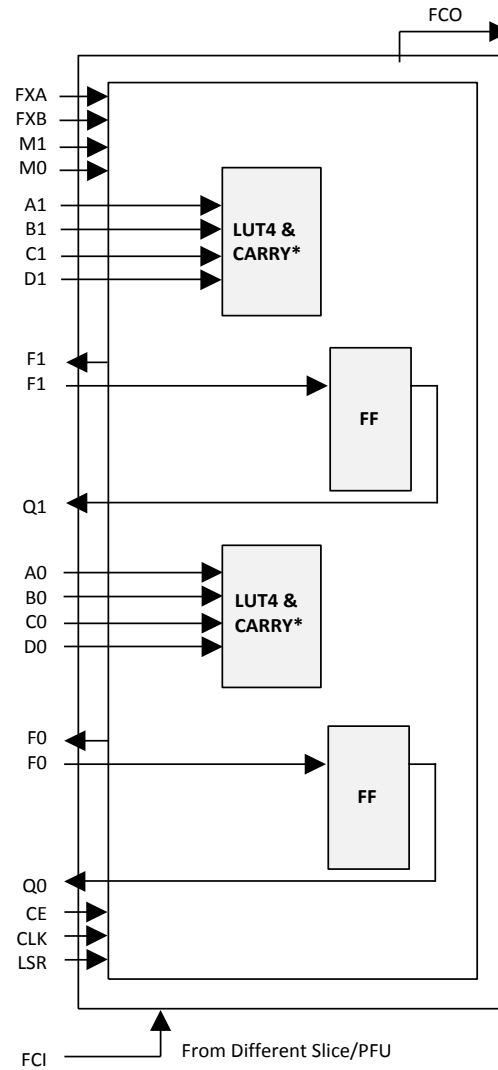 FCO
FXA
FXB
M1
M0
A1
B1
C1
D1
LUT4 &
CARRY*
F1
F1
FF
Q1
A0
B0
C0
D0
LUT4 &
CARRY*
F0
F0
FF
Q0
CE
CLK
LSR
FCI
From Different Slice/PFU